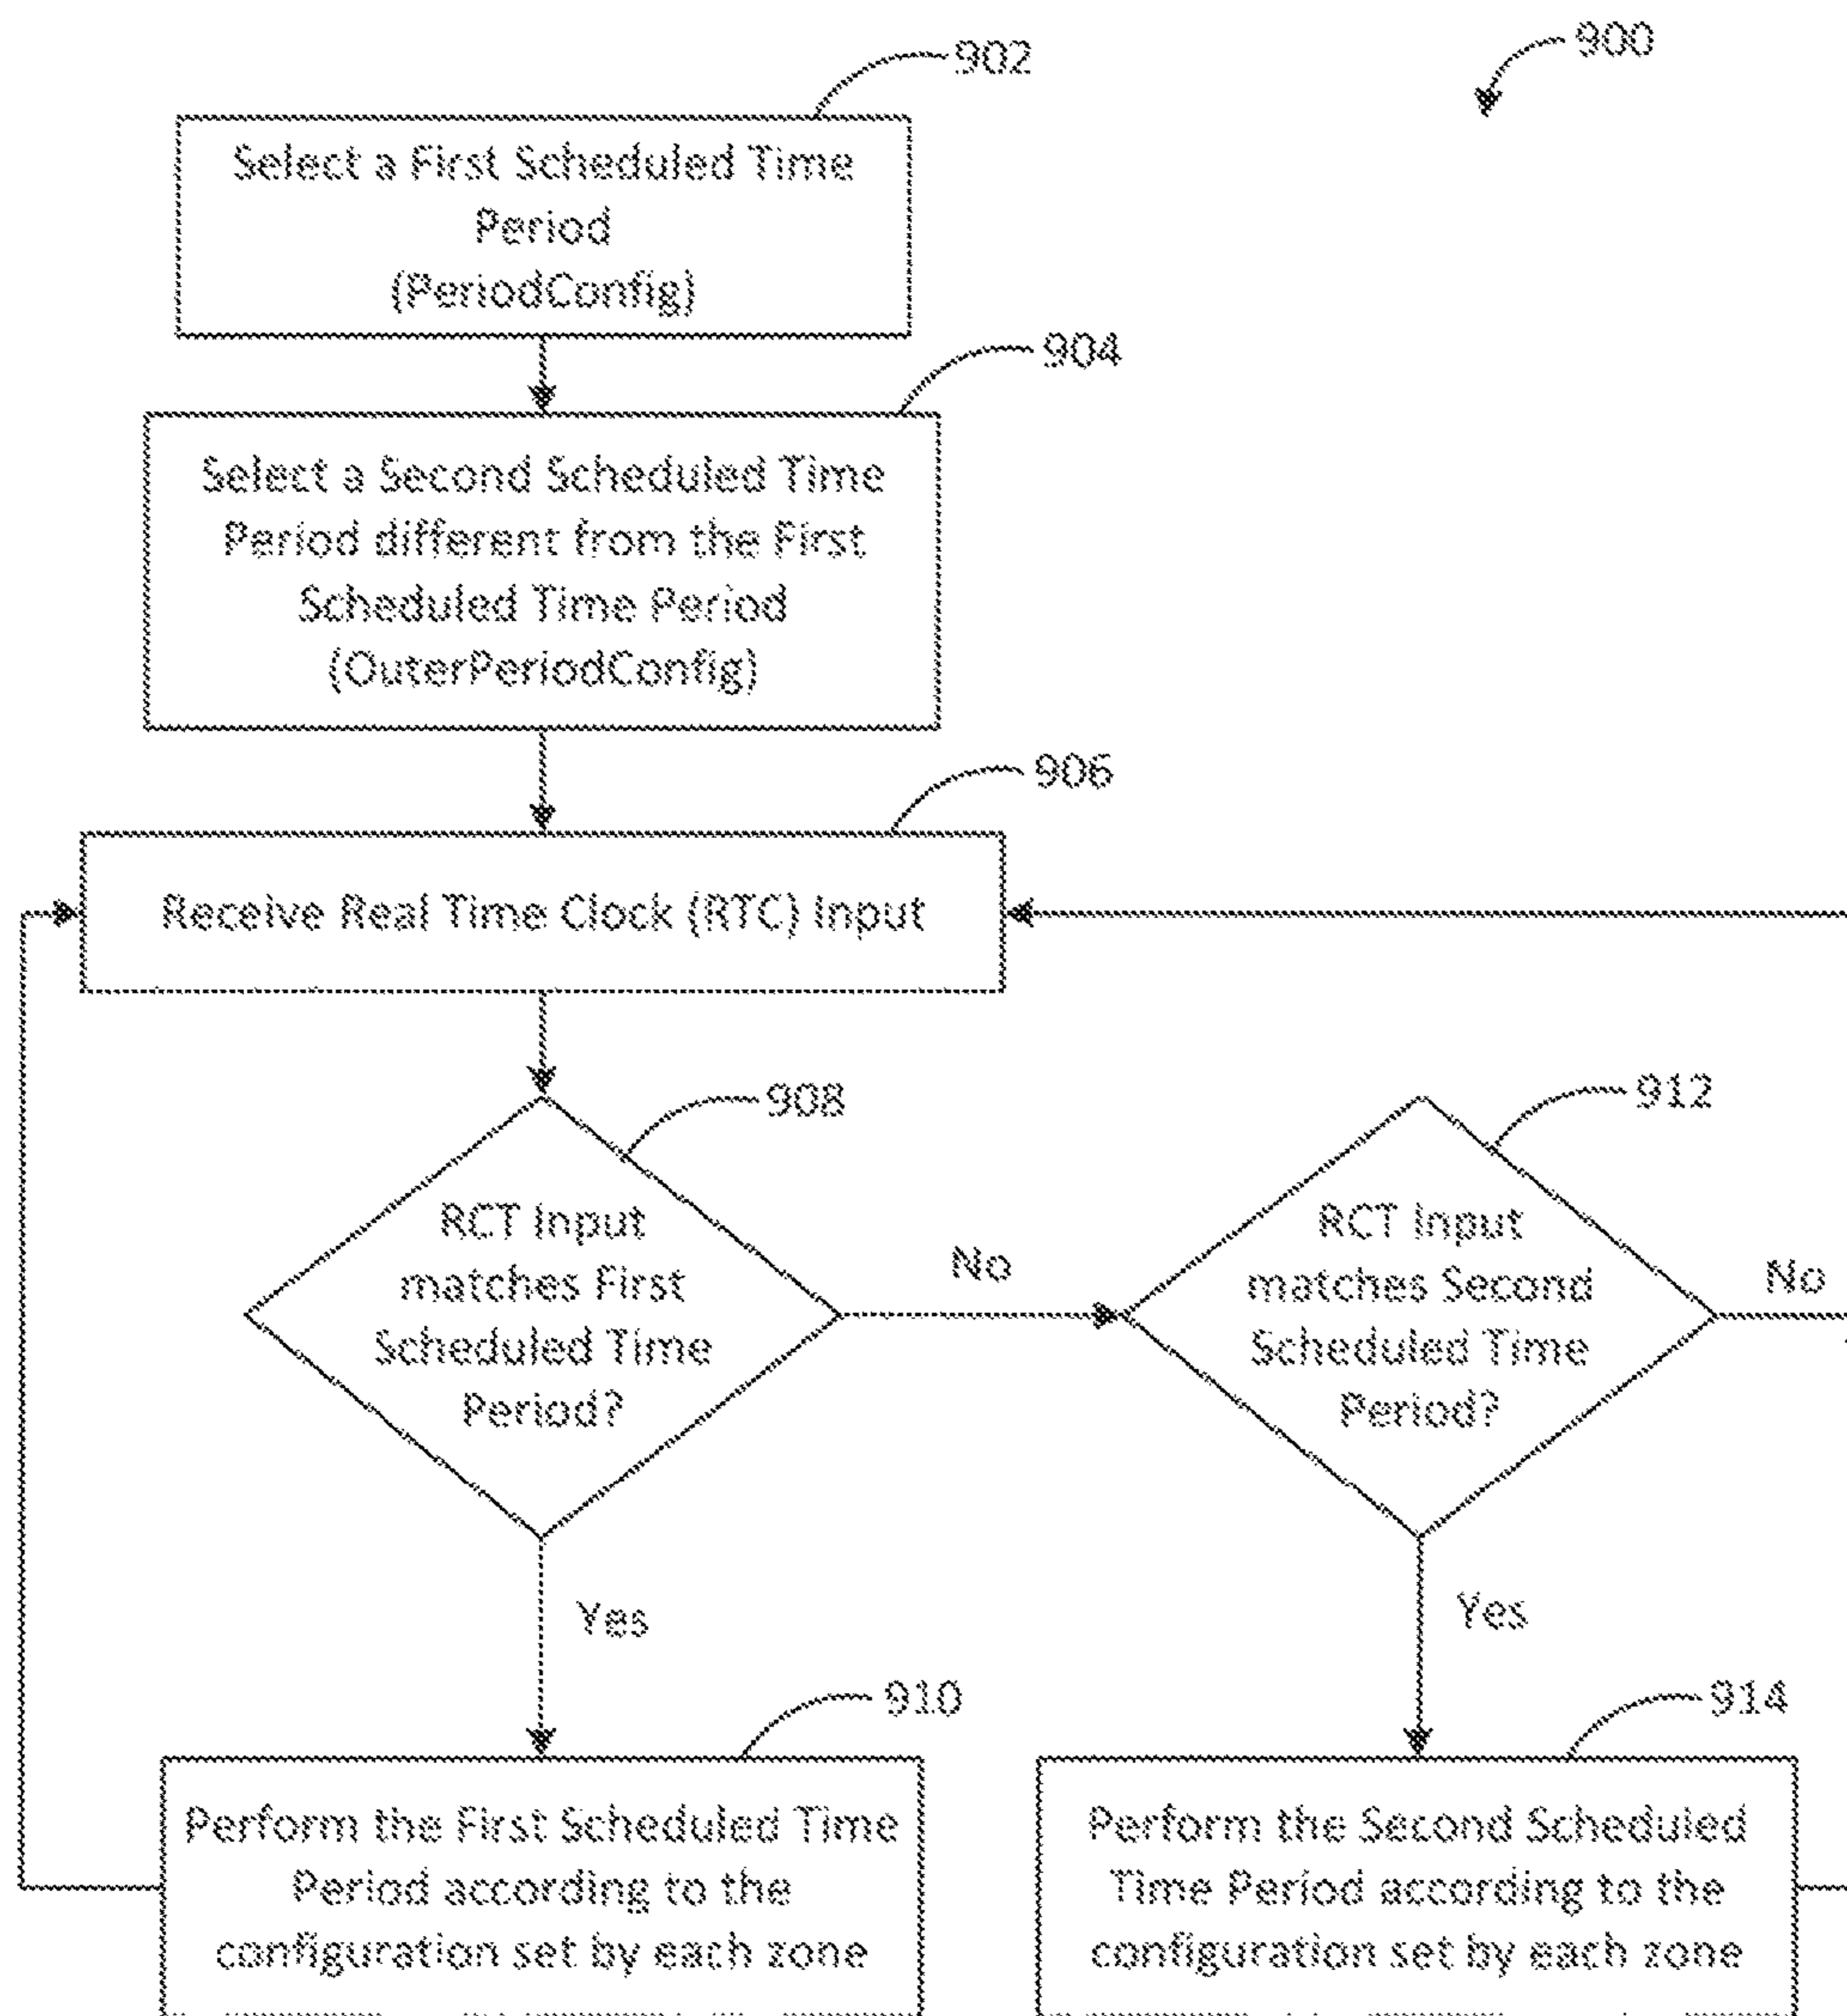 900
902
Select a First Scheduled Time
Period
(PeriodConfig)
904
Select a Second Scheduled Time
Period different from the First
Scheduled Time Period
(OuterPeriodConfig)
906
Receive Real Time Clock (RTC) Input
908
RCT Input
matches First
Scheduled Time
Period?
No
912
RCT Input
matches Second
Scheduled Time
Period?
No
Yes
Yes
910
Perform the First Scheduled Time
Period according to the
configuration set by each zone
914
Perform the Second Scheduled
Time Period according to the
configuration set by each zone